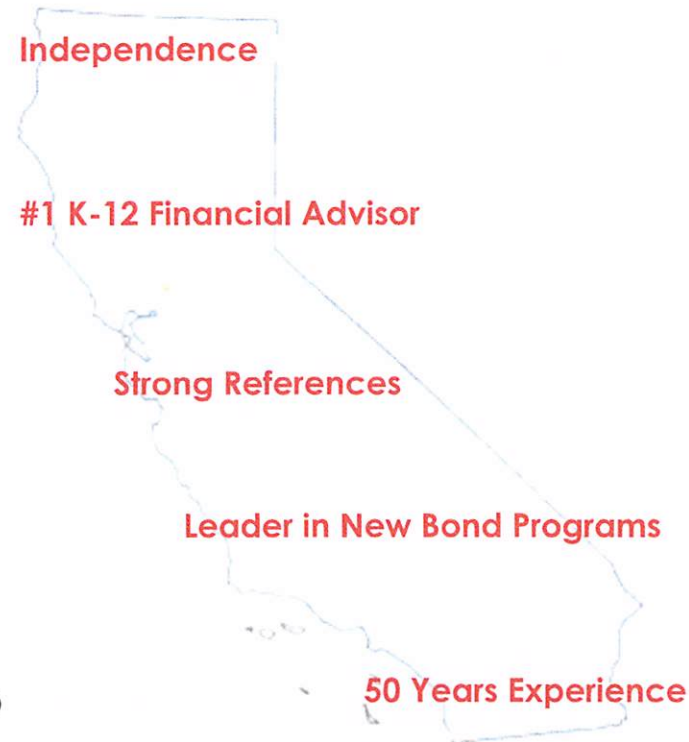 Independence
#1 K-12 Financial Advisor
Strong References
Leader in New Bond Programs
50 Years Experience